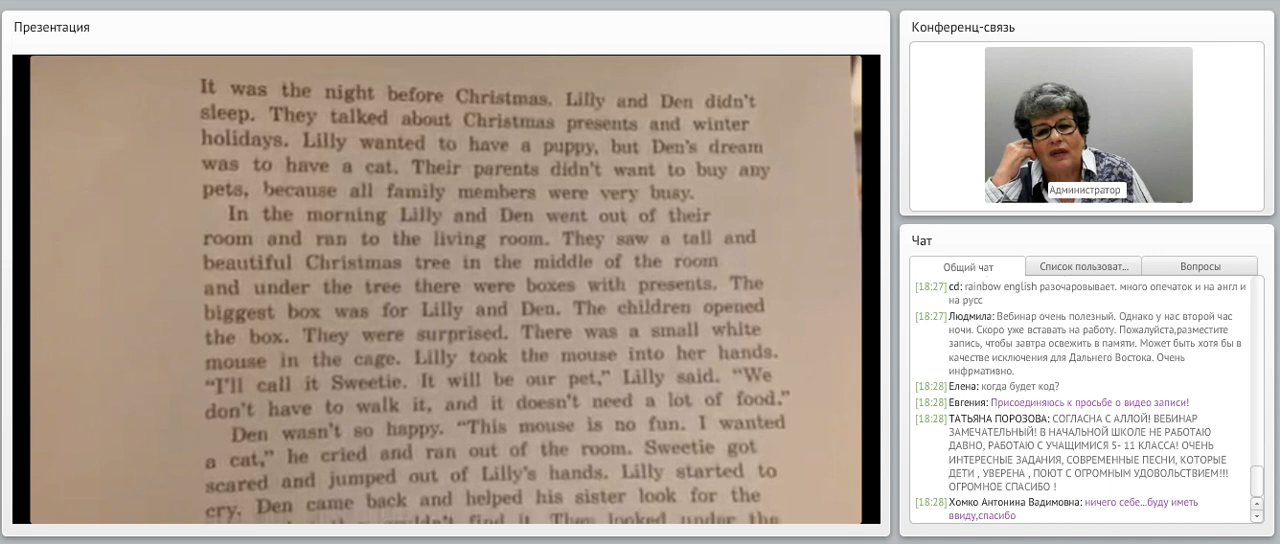 Презентация
It was the night before Christmas. Lilly and Den didn't
sleep. They talked about Christmas presents and winter
holidays. Lilly wanted to have a puppy, but Den's dream
was to have a cat. Their parents didn't want to buy any
pets, because all family members were very busy.
In the morning Lilly and Den went out of their
room and ran to the living room. They saw a tall and
beautiful Christmas tree in the middle of the room
and under the tree there were boxes with presents. The
biggest box was for Lilly and Den. The children opened
the box. They were surprised. There was a small white
mouse in the cage. Lilly took the mouse into her hands.
“I'll call it Sweetie. It will be our pet,” Lilly said. “We
don't have to walk it, and it doesn't need a lot of food.”
Den wasn't so happy. “This mouse is no fun. I wanted
a cat,” he cried and ran out of the room. Sweetie got
scared and jumped out of Lilly's hands. Lilly started to
cry. Den came back and helped his sister look for the
find it. They looked under the
Конференц-связь
Администратор
Чат
Общий чат
Список пользоват...
Вопросы
[18:27] cd: rainbow english разочаровывает. много опечаток и на англ и
на русс
[18:27] Людмила: Вебинар очень полезный. Однако у нас второй час
ночи. Скоро уже вставать на работу. Пожалуйста,разместите
запись, чтобы завтра освежить в памяти. Может быть хотя бы в
качестве исключения для Дальнего Востока. Очень
инфрмативно.
[18:28] Елена: когда будет код?
[18:28] Евгения: Присоединяюсь к просьбе о видео записи!
[18:28] ТАТЬЯНА ПОРОЗОВА: СОГЛАСНА С АЛЛОЙ! ВЕБИНАР
ЗАМЕЧАТЕЛЬНЫЙ! В НАЧАЛЬНОЙ ШКОЛЕ НЕ РАБОТАЮ
ДАВНО, РАБОТАЮ С УЧАЩИМИСЯ 5- 11 КЛАССА! ОЧЕНЬ
ИНТЕРЕСНЫЕ ЗАДАНИЯ, СОВРЕМЕННЫЕ ПЕСНИ, КОТОРЫЕ
ДЕТИ , УВЕРЕНА , ПОЮТ С ОГРОМНЫМ УДОВОЛЬСТВИЕМ!!!
ОГРОМНОЕ СПАСИБО !
[18:28] Хомко Антонина Вадимовна: ничего себе...буду иметь
ввиду,спасибо